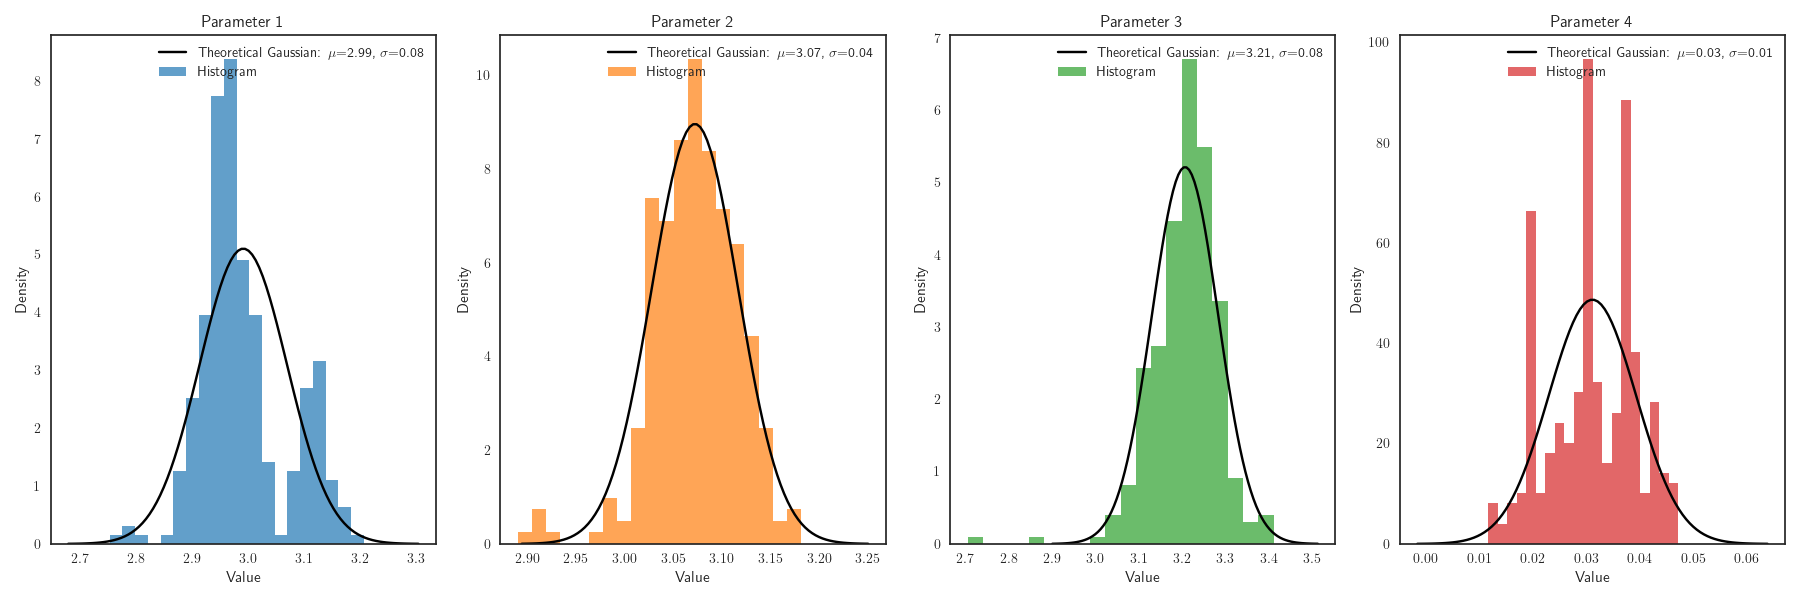 Parameter 1
Theoretical Gaussian: μ=2.99, σ=0.08
Histogram
8
7
6
5
4
3
2
1
0
Density
2.7 2.8 2.9 3.0 3.1 3.2 3.3
Value
Parameter 2
Theoretical Gaussian: μ=3.07, σ=0.04
Histogram
10
8
6
4
2
0
Density
2.90 2.95 3.00 3.05 3.10 3.15 3.20 3.25
Value
Parameter 3
Theoretical Gaussian: μ=3.21, σ=0.08
Histogram
7
6
5
4
3
2
1
0
Density
2.7 2.8 2.9 3.0 3.1 3.2 3.3 3.4 3.5
Value
Parameter 4
Theoretical Gaussian: μ=0.03, σ=0.01
Histogram
100
80
60
40
20
0
Density
0.00 0.01 0.02 0.03 0.04 0.05 0.06
Value